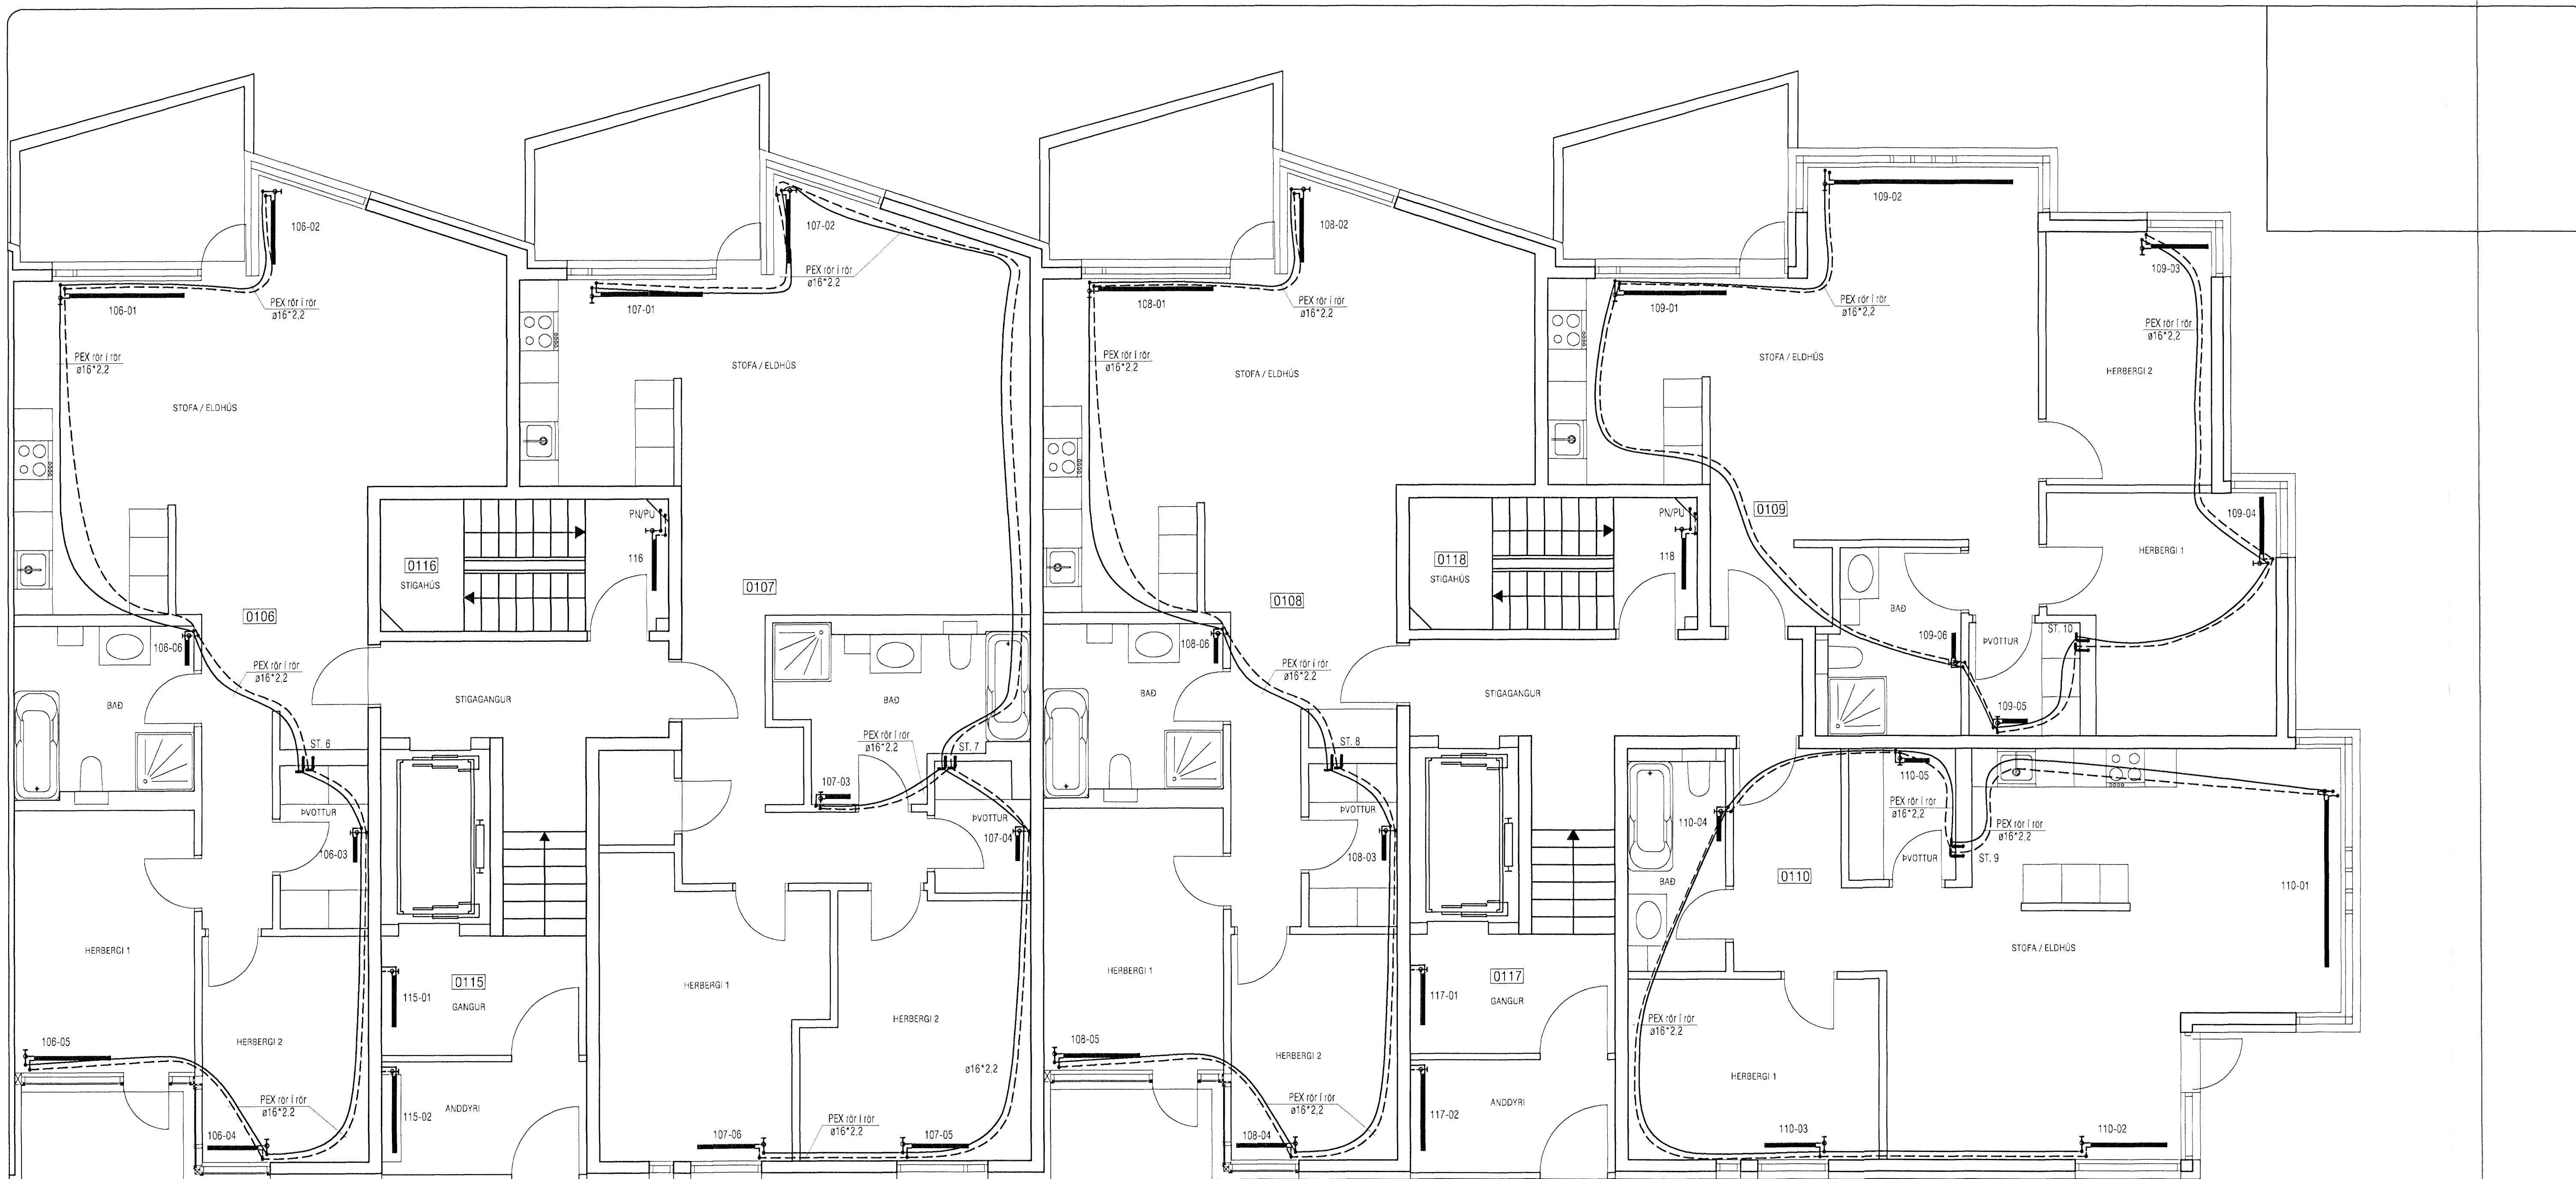 106-02
106-01
PEX rör í rör
ø16*2,2
PEX rör í rör
ø16*2,2
STOFA / ELDHÚS
0106
106-06
PEX rör í rör
ø16*2,2
BAÐ
ST. 6
ÞVOTTUR
106-03
HERBERGI 1
106-05
HERBERGI 2
PEX rör í rör
ø16*2,2
106-04
0116
STIGAHÚS
PN/PU
116
STIGAGANGUR
0115
GANGUR
115-01
115-02
ANDDYRI
107-02
PEX rör í rör
ø16*2,2
107-01
STOFA / ELDHÚS
0107
BAÐ
PEX rör í rör
ø16*2,2
ST. 7
107-03
ÞVOTTUR
107-04
HERBERGI 1
HERBERGI 2
ø16*2,2
PEX rör í rör
ø16*2,2
107-06
107-05
108-02
108-01
PEX rör í rör
ø16*2,2
PEX rör í rör
ø16*2,2
STOFA / ELDHÚS
0108
108-06
PEX rör í rör
ø16*2,2
BAÐ
ST. 8
ÞVOTTUR
108-03
HERBERGI 1
108-05
HERBERGI 2
PEX rör í rör
ø16*2,2
108-04
0118
STIGAHÚS
PN/PU
118
STIGAGANGUR
0117
GANGUR
117-01
117-02
ANDDYRI
109-02
109-01
PEX rör í rör
ø16*2,2
STOFA / ELDHÚS
109-03
PEX rör í rör
ø16*2,2
HERBERGI 2
0109
109-04
HERBERGI 1
BAÐ
109-06
ÞVOTTUR
ST. 10
109-05
110-05
110-04
PEX rör í rör
ø16*2,2
PEX rör í rör
ø16*2,2
ÞVOTTUR
ST. 9
BAÐ
0110
110-01
STOFA / ELDHÚS
PEX rör í rör
ø16*2,2
HERBERGI 1
110-03
110-02